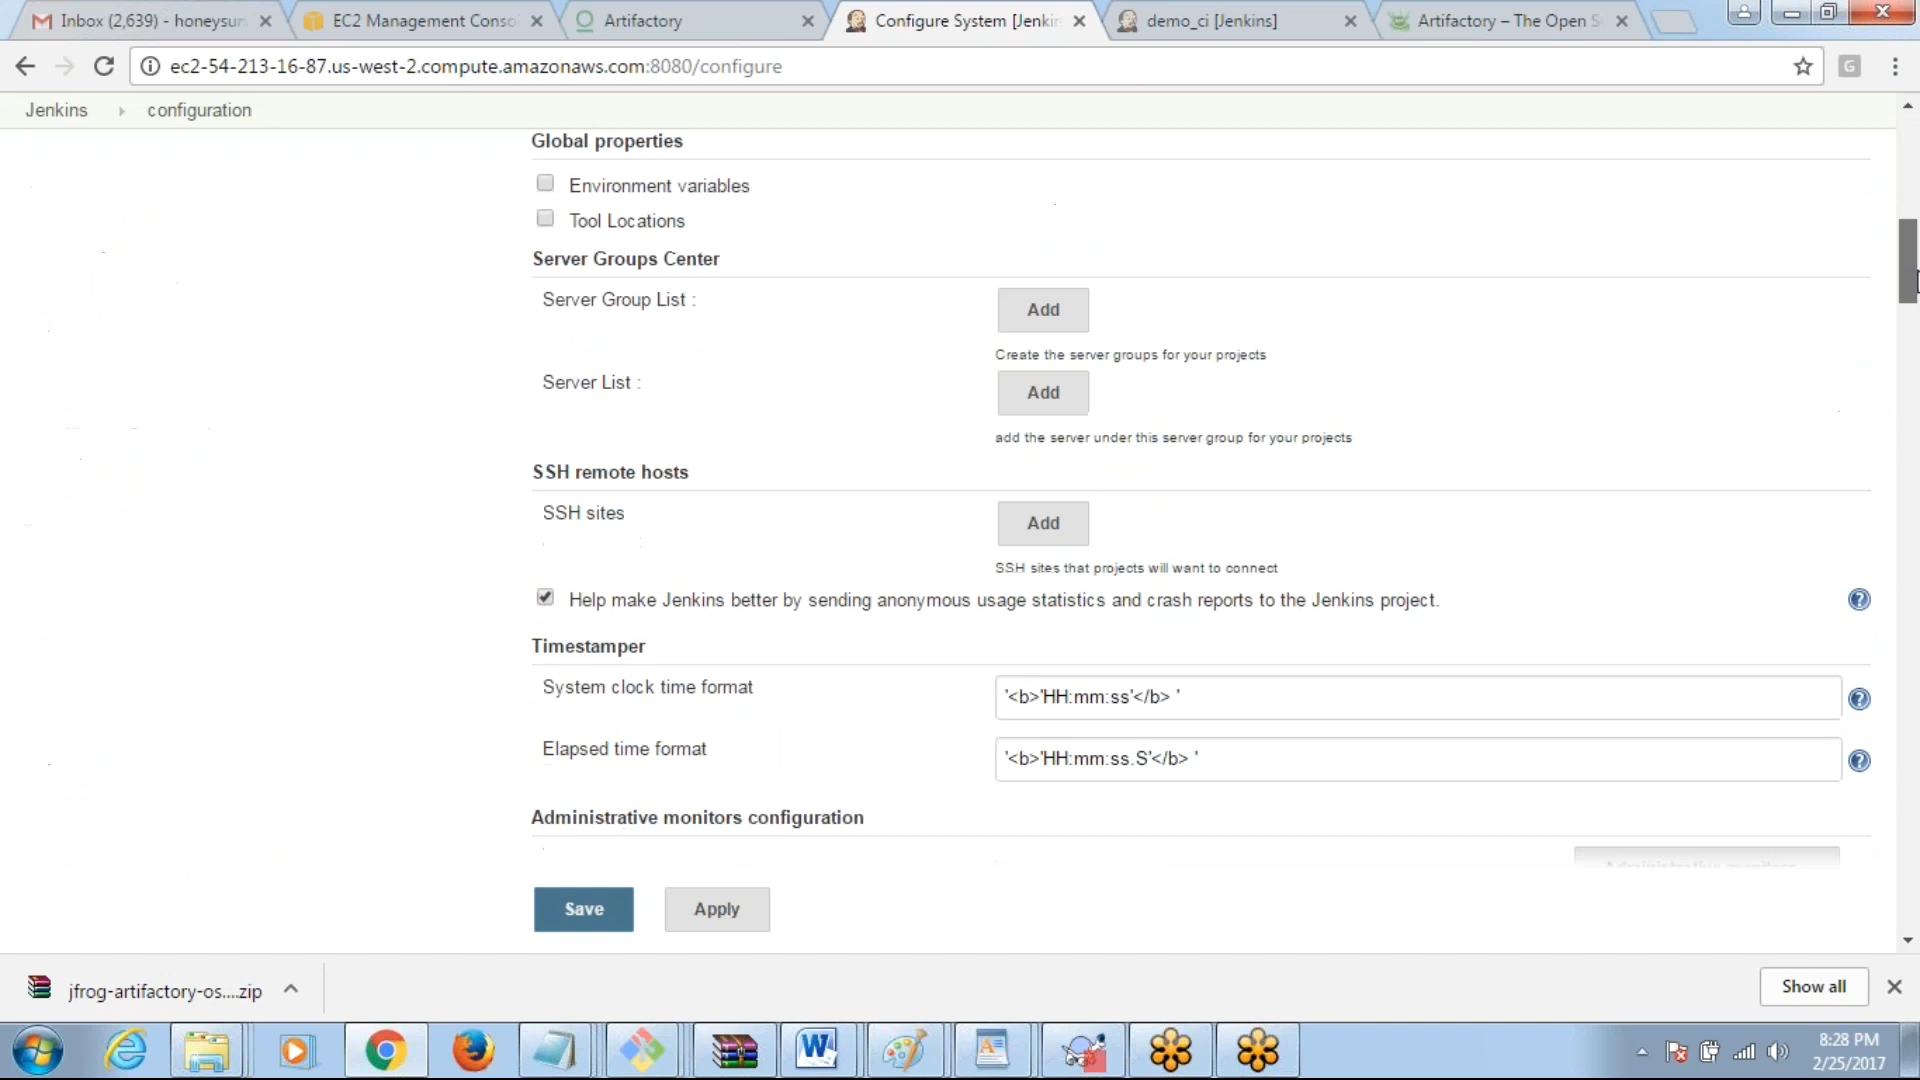 Inbox (2,639) - honeysun
EC2 Management Conso
Artifactory
Configure System [Jenkin
demo_ci [Jenkins]
Artifactory – The Open S
ec2-54-213-16-87.us-west-2.compute.amazonaws.com:8080/configure
G
Jenkins
configuration
Global properties
Environment variables
Tool Locations
Server Groups Center
Server Group List :
Add
Create the server groups for your projects
Server List :
Add
add the server under this server group for your projects
SSH remote hosts
SSH sites
Add
SSH sites that projects will want to connect
Help make Jenkins better by sending anonymous usage statistics and crash reports to the Jenkins project.
Timestamper
System clock time format
'<b>'HH:mm:ss'</b> '
Elapsed time format
'<b>'HH:mm:ss.S'</b> '
Administrative monitors configuration
Save
Apply
jfrog-artifactory-os....zip
Show all
8:28 PM
2/25/2017